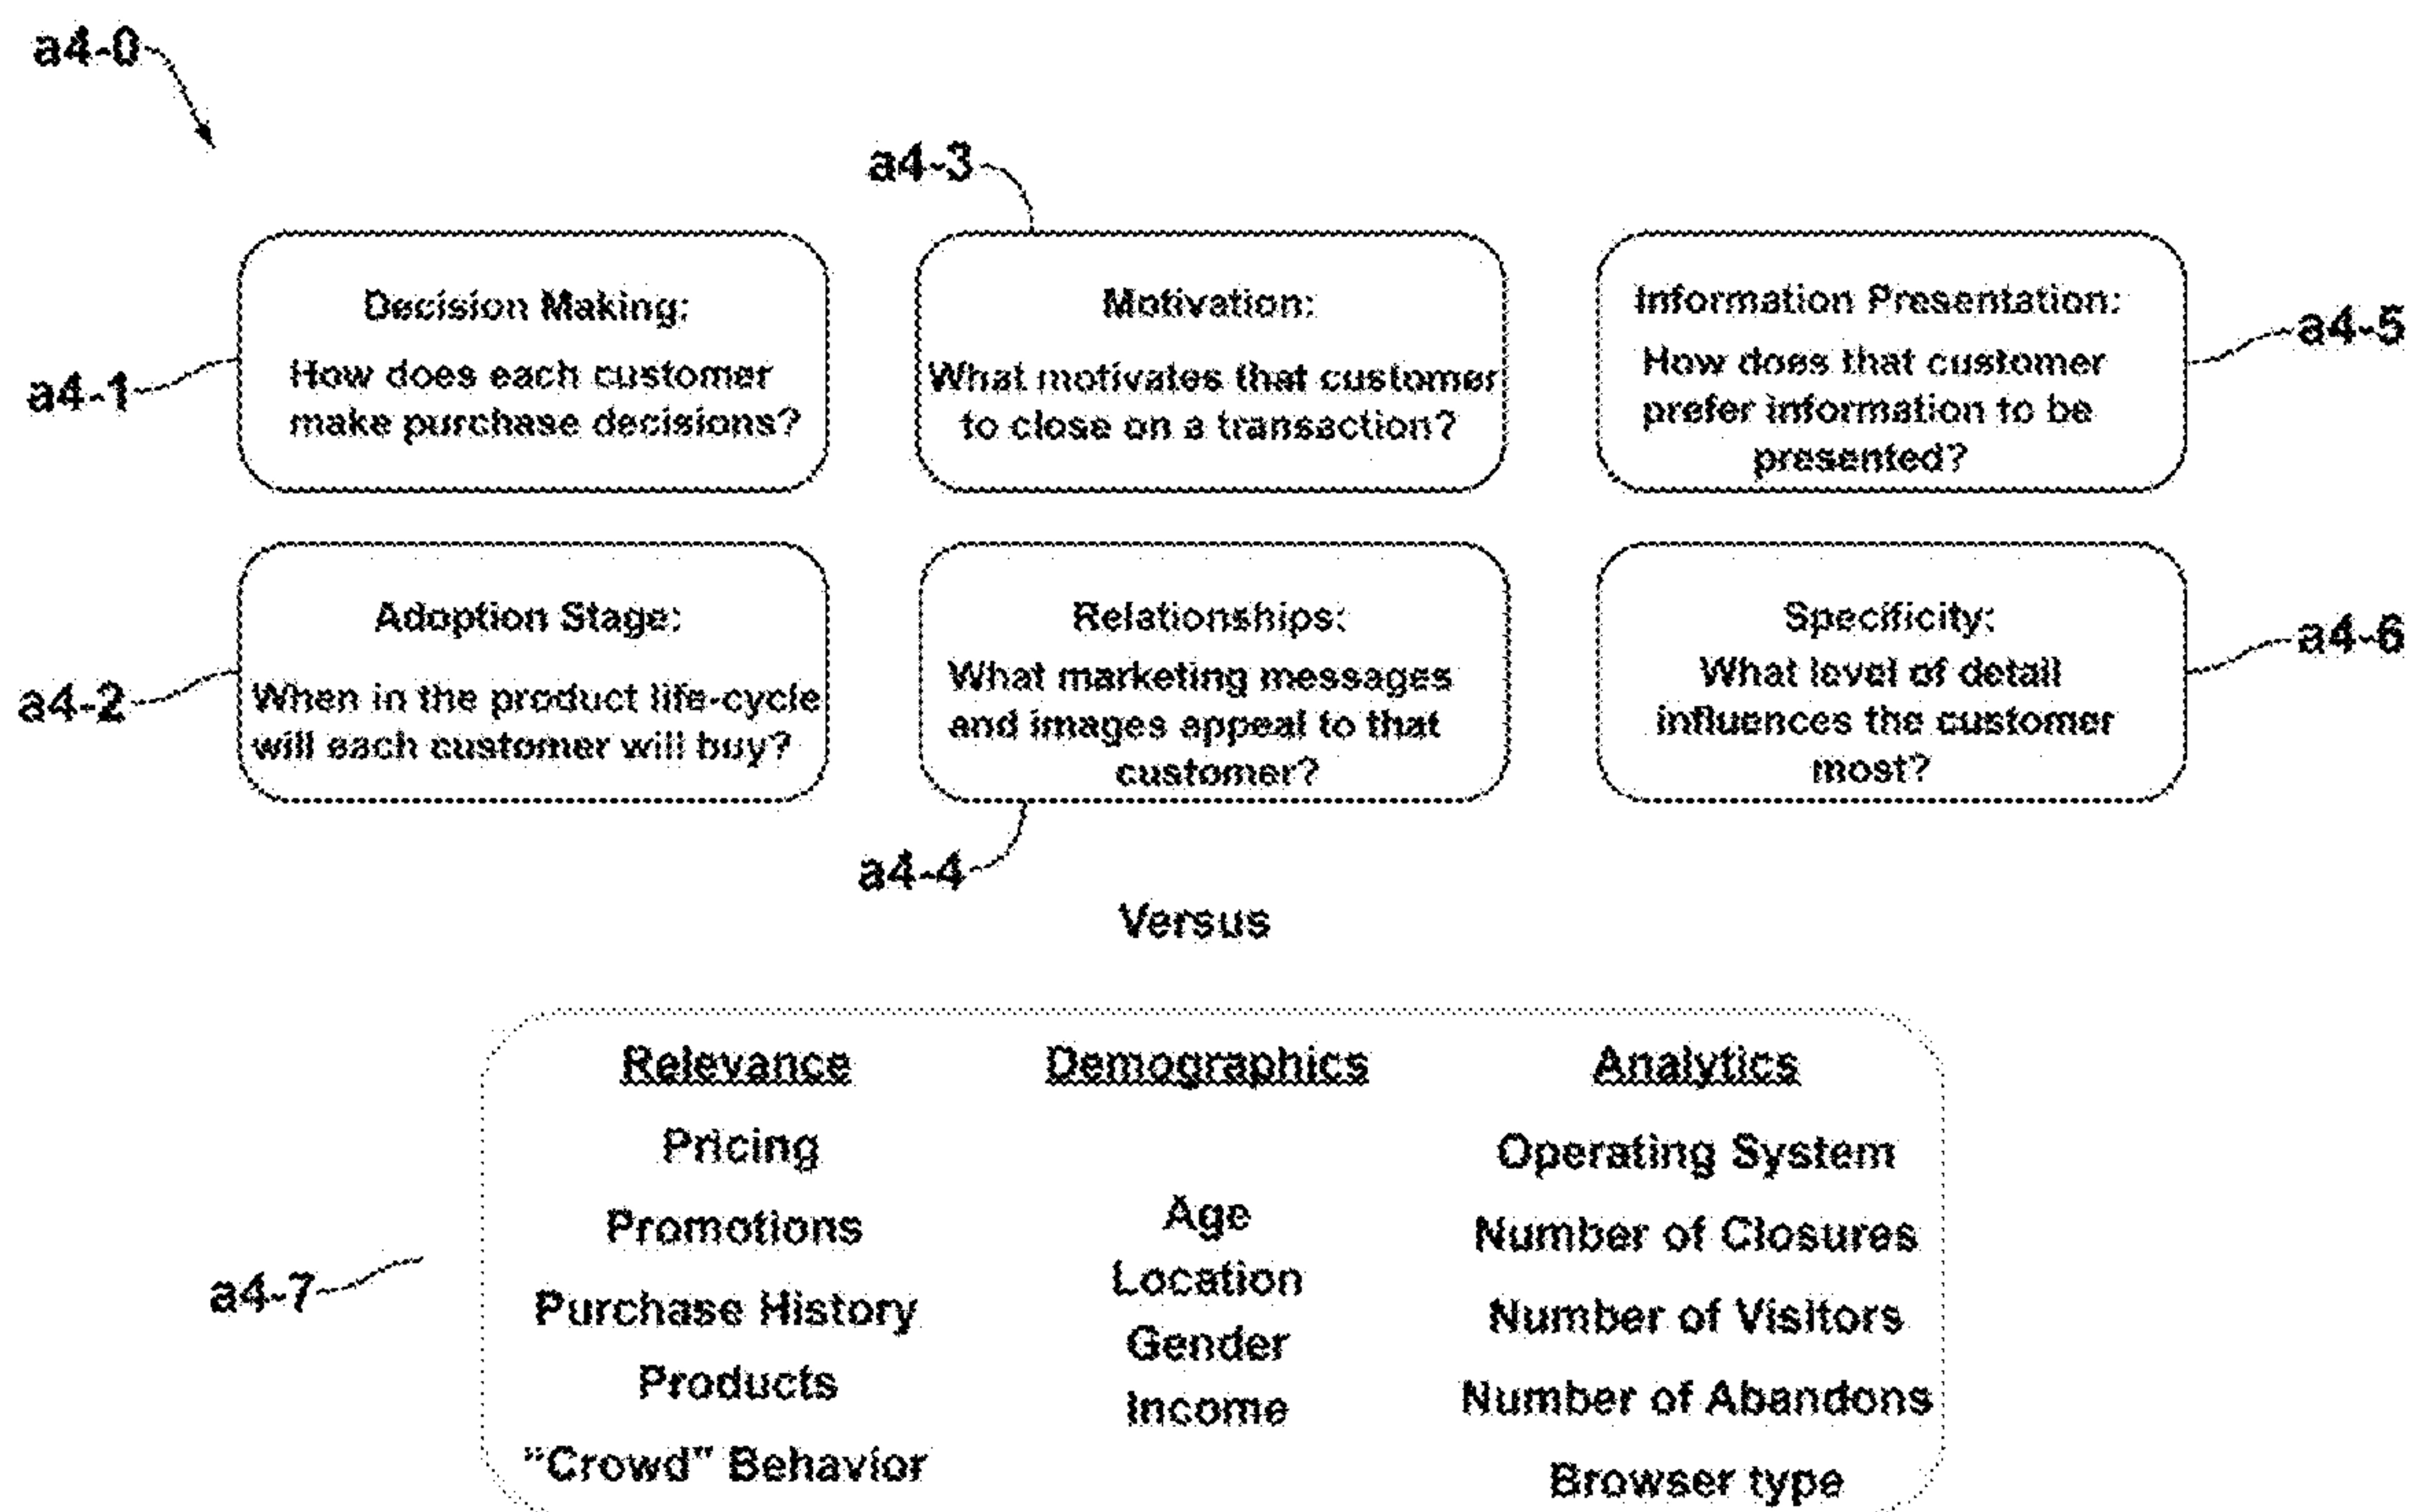 a4-0
a4-3
Decision Making:
How does each customer
make purchase decisions?
a4-1
Motivation:
What motivates that customer
to close on a transaction?
Information Presentation:
How does that customer
prefer information to be
presented?
a4-5
Adoption Stage:
When in the product life-cycle
will each customer will buy?
a4-2
Relationships:
What marketing messages
and images appeal to that
customer?
a4-4
Specificity:
What level of detail
influences the customer
most?
a4-6
Versus
a4-7
Relevance
Pricing
Promotions
Purchase History
Products
"Crowd" Behavior
Demographics
Age
Location
Gender
Income
Analytics
Operating System
Number of Closures
Number of Visitors
Number of Abandons
Browser type